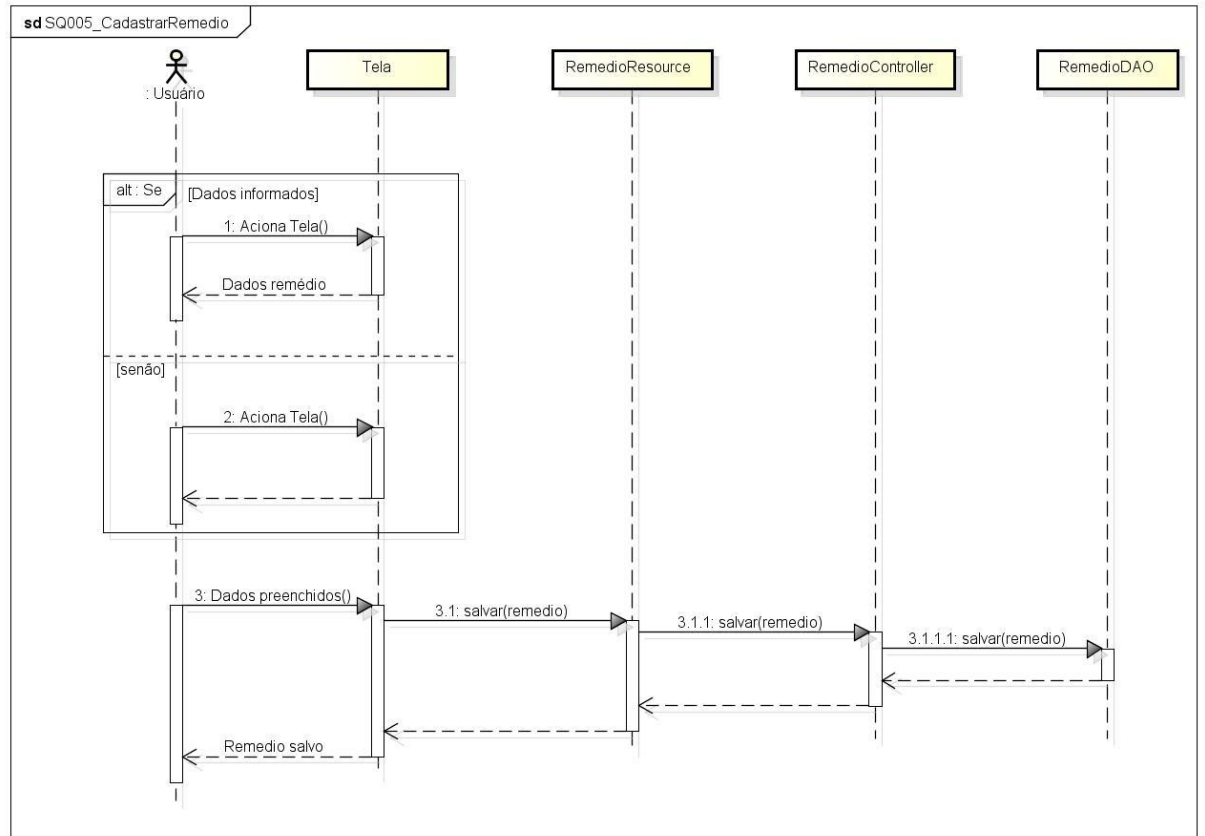 sd SQ005_CadastrarRemedio
: Usuário
Tela
RemedioResource
RemedioController
RemedioDAO
alt : Se
[Dados informados]
1: Aciona Tela()
Dados remédio
[senão]
2: Aciona Tela()
3: Dados preenchidos()
3.1: salvar(remedio)
3.1.1: salvar(remedio)
3.1.1.1: salvar(remedio)
Remedio salvo